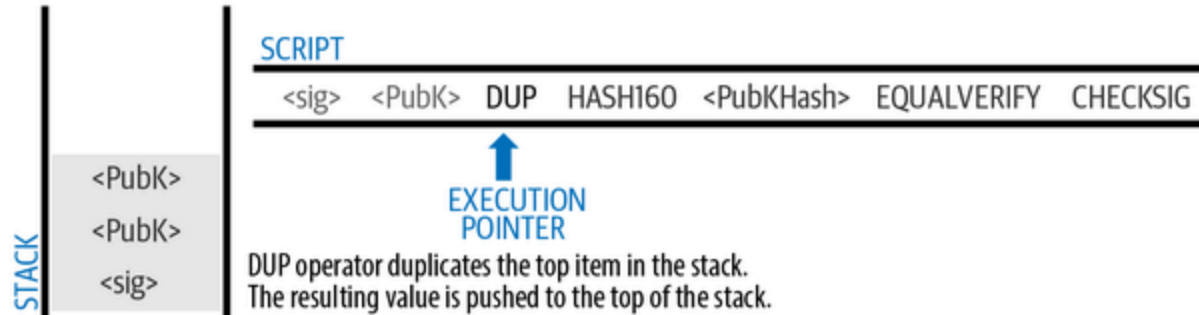 SCRIPT
<sig> <PubK> DUP HASH160 <PubKHash> EQUALVERIFY CHECKSIG
EXECUTION
POINTER
STACK
<PubK>
<PubK>
<sig>
DUP operator duplicates the top item in the stack.
The resulting value is pushed to the top of the stack.